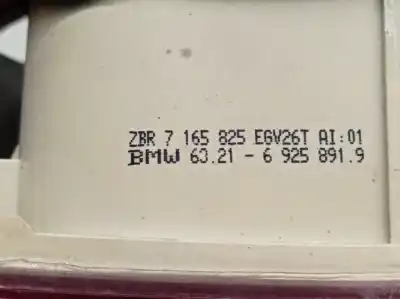 ZBR 7 165 825 EGV26T AI:01
BMW 63.21 - 6 925 891.9